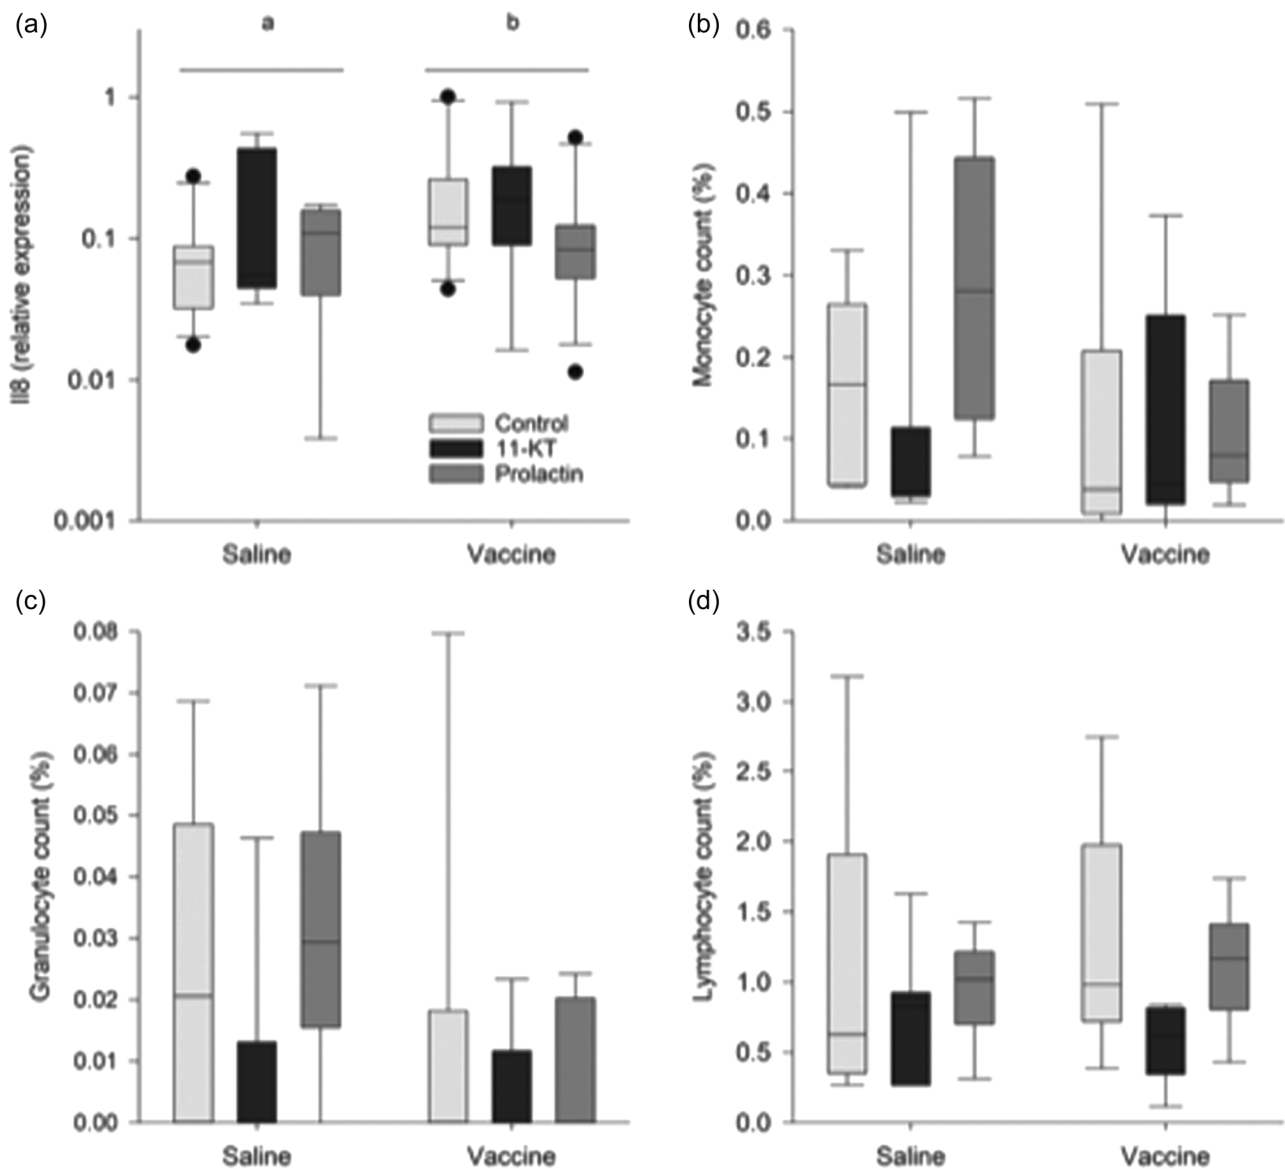 (a)
a
b
Il8 (relative expression)
1
0.1
0.01
0.001
Control
11-KT
Prolactin
Saline
Vaccine
(b)
Monocyte count (%)
0.6
0.5
0.4
0.3
0.2
0.1
0.0
Saline
Vaccine
(c)
Granulocyte count (%)
0.08
0.07
0.06
0.05
0.04
0.03
0.02
0.01
0.00
Saline
Vaccine
(d)
Lymphocyte count (%)
3.5
3.0
2.5
2.0
1.5
1.0
0.5
0.0
Saline
Vaccine